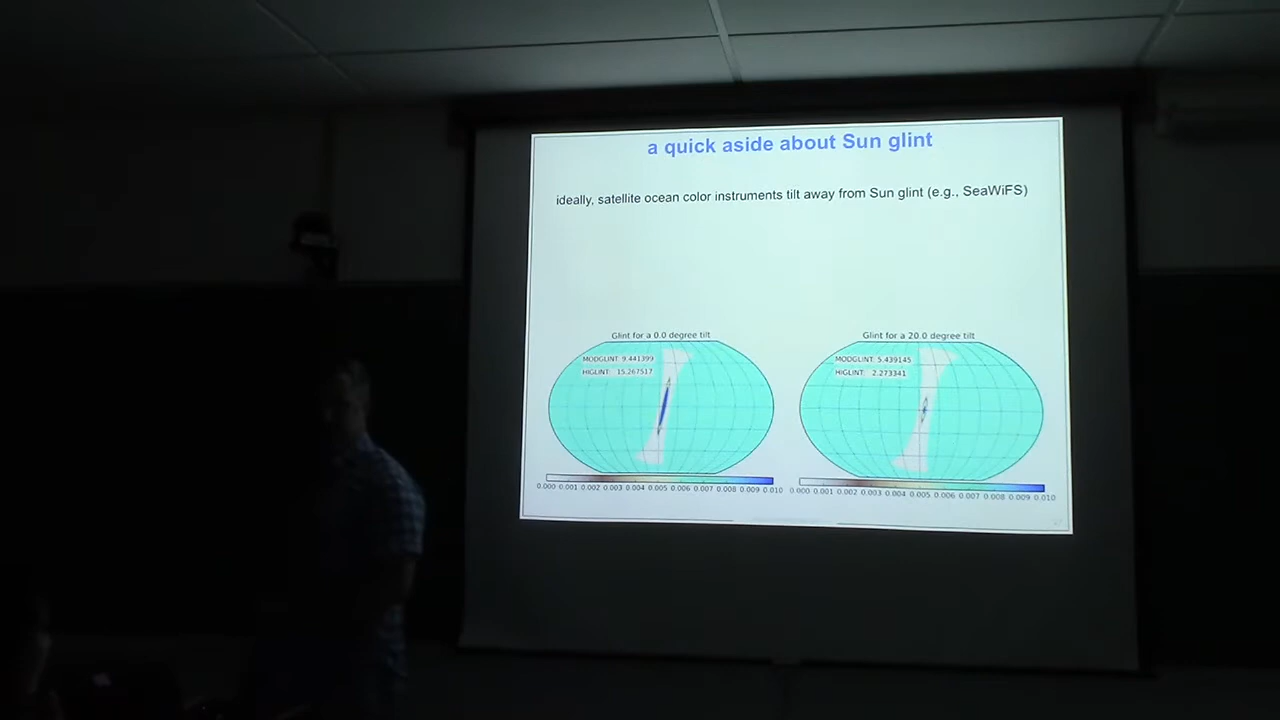 a quick aside about Sun glint
ideally, satellite ocean color instruments tilt away from Sun glint (e.g., SeaWiFS)
Glint for a 0.0 degree tilt
MODGLINT: 9.441399
HIGLINT: 15.267517
0.000 0.001 0.002 0.003 0.004 0.005 0.006 0.007 0.008 0.009 0.010
Glint for a 20.0 degree tilt
MODGLINT: 5.439145
HIGLINT: 2.273341
0.000 0.001 0.002 0.003 0.004 0.005 0.006 0.007 0.008 0.009 0.010